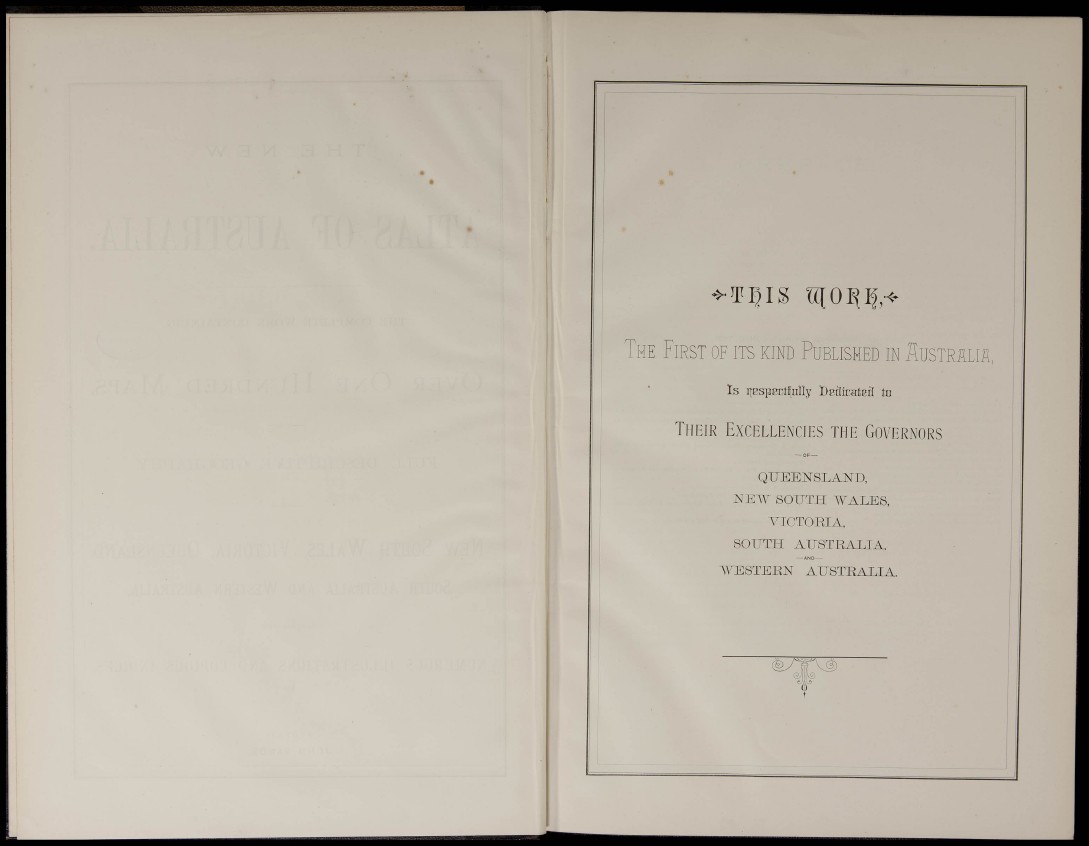 THE NEW
ATLAS OF AUSTRALIA.
OVER ONE HUNDRED MAPS
NEW SOUTH WALES, VICTORIA, QUEENSLAND
SOUTH AUSTRALIA AND WESTERN AUSTRALIA.
THIS WORK,
THE FIRST OF ITS KIND PUBLISHED IN AUSTRALIA,
Is respectfully Dedicated to
THEIR EXCELLENCIES THE GOVERNORS
—OF—
QUEENSLAND,
NEW SOUTH WALES,
VICTORIA,
SOUTH AUSTRALIA,
—AND—
WESTERN AUSTRALIA.